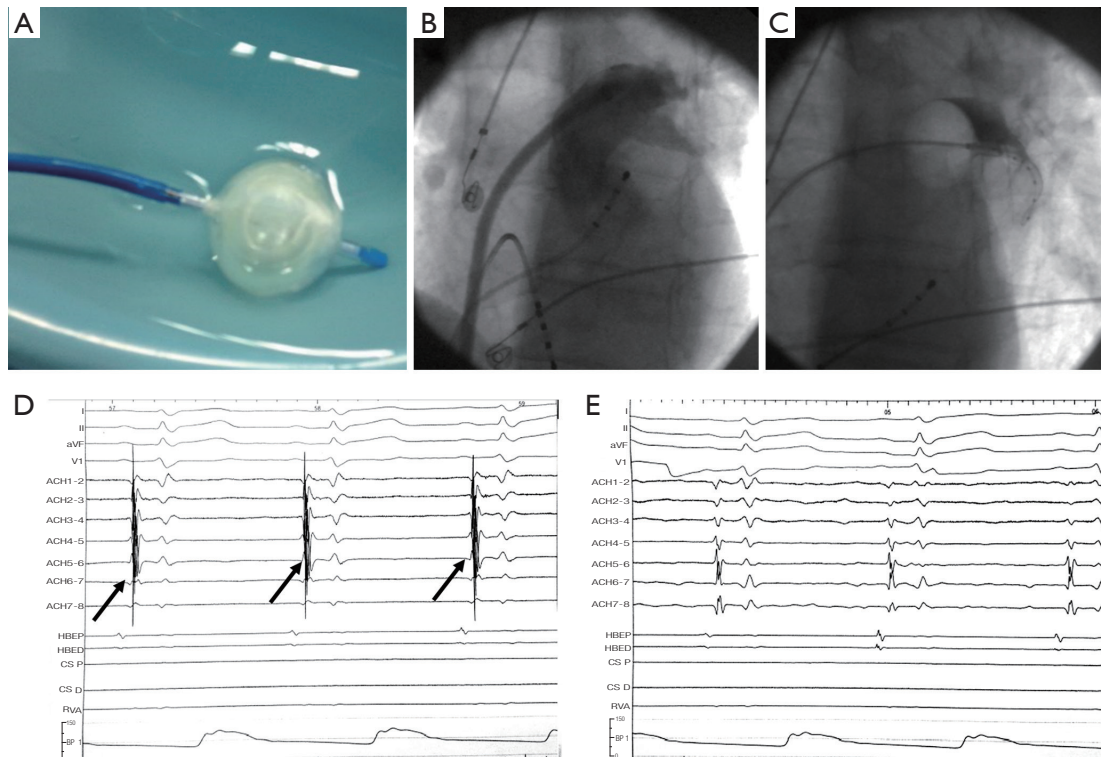 A
B
C
D
57
58
59
I
II
aVF
V1
ACH1-2
ACH2-3
ACH3-4
ACH4-5
ACH5-6
ACH6-7
ACH7-8
HBEP
HBED
CS P
CS D
RVA
150
BP 1
E
05
06
I
II
aVF
V1
ACH1-2
ACH2-3
ACH3-4
ACH4-5
ACH5-6
ACH6-7
ACH7-8
HBEP
HBED
CS P
CS D
RVA
150
BP 1
0